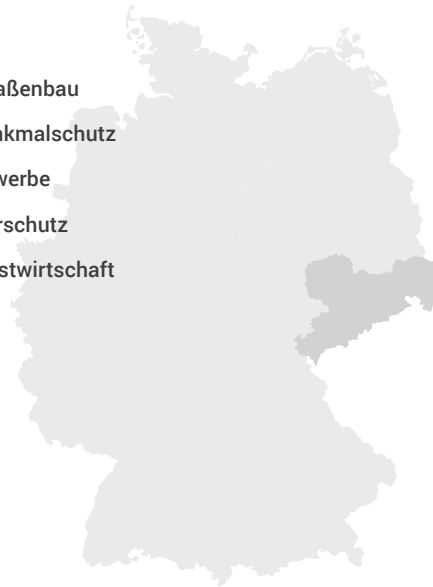 aßenbau
nkmalschutz
werbe
rschutz
stwirtschaft